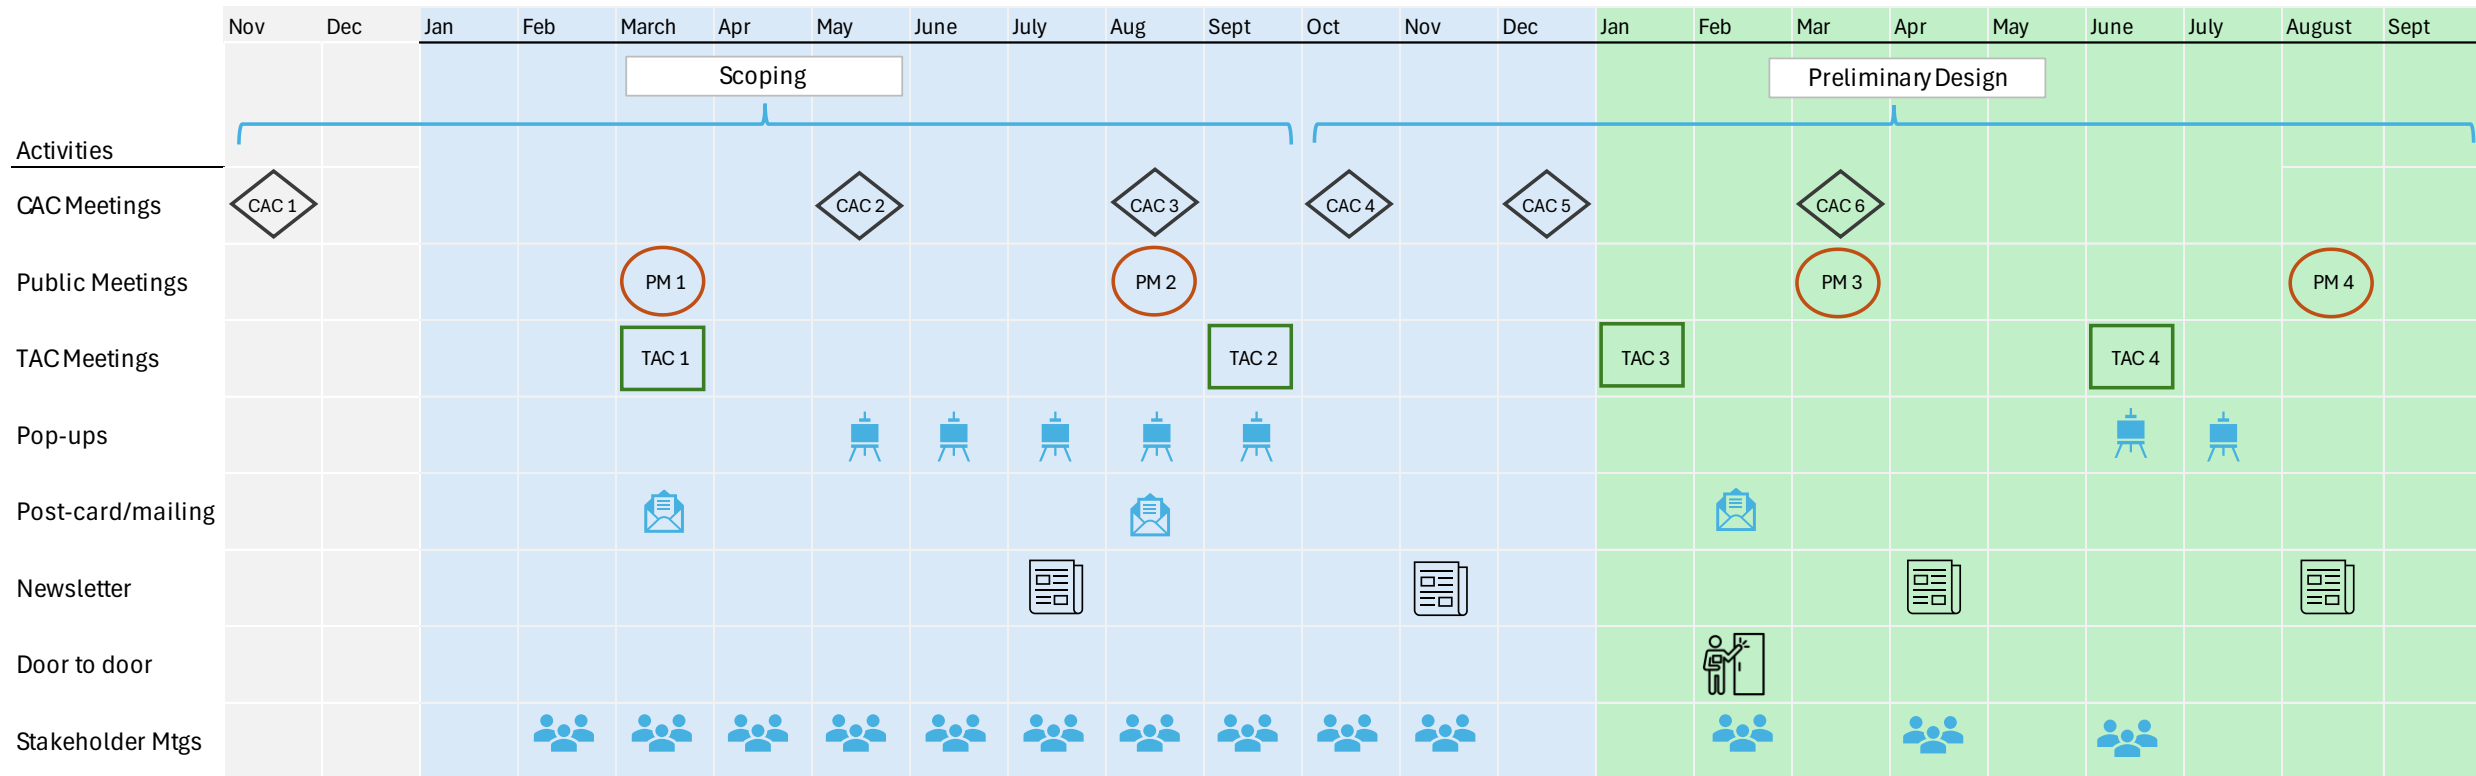 Nov Dec Jan Feb March Apr May June July Aug Sept Oct Nov Dec Jan Feb Mar Apr May June July August Sept
Scoping Preliminary Design
Activities
CAC Meetings CAC 1 CAC 2 CAC 3 CAC 4 CAC 5 CAC 6
Public Meetings PM 1 PM 2 PM 3 PM 4
TAC Meetings TAC 1 TAC 2 TAC 3 TAC 4
Pop-ups
Post-card/mailing
Newsletter
Door to door
Stakeholder Mtgs